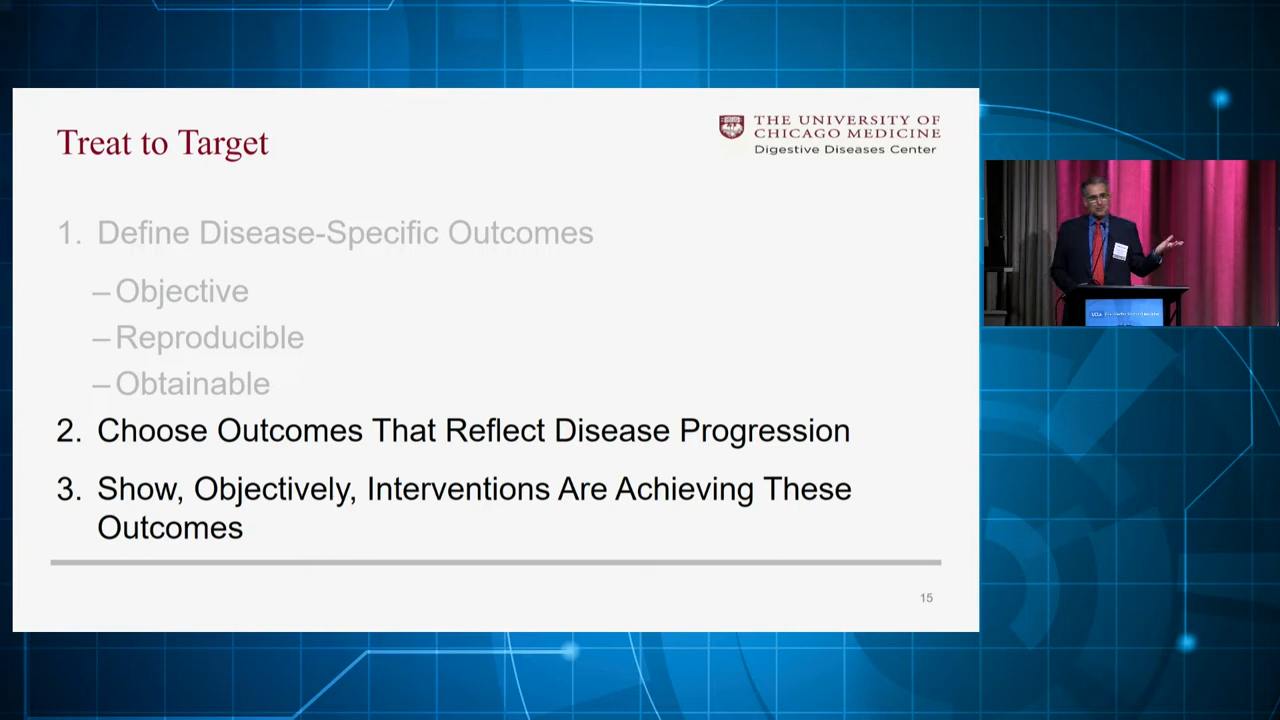 Treat to Target
THE UNIVERSITY OF
CHICAGO MEDICINE
Digestive Diseases Center
1. Define Disease-Specific Outcomes
– Objective
– Reproducible
– Obtainable
2. Choose Outcomes That Reflect Disease Progression
3. Show, Objectively, Interventions Are Achieving These
Outcomes
15
UCLA